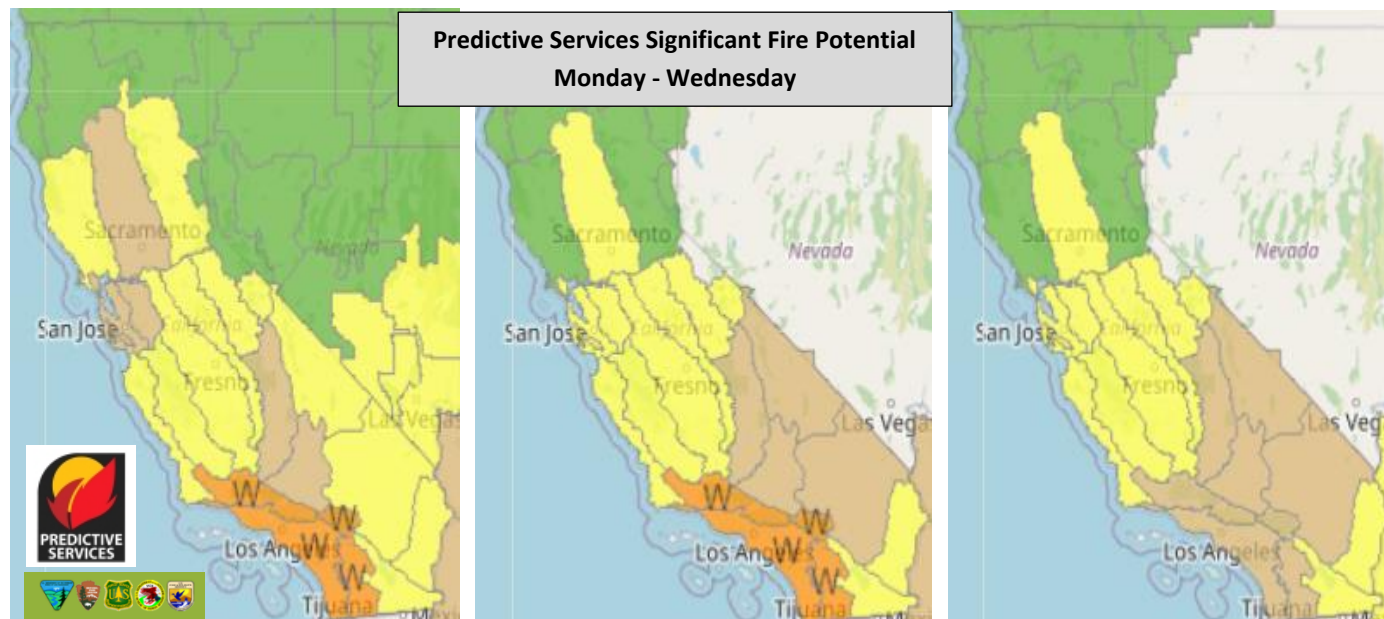 Predictive Services Significant Fire Potential
Monday - Wednesday
Sacramento
Nevada
San Jose
California
Fresno
Las Vegas
W
W
Los Angeles
W
W
Tijuana
PREDICTIVE
SERVICES
Sacramento
Nevada
San Jose
California
Fresno
Las Vega
W
W
Los Angeles
W
W
Tijuana
Sacramento
Nevada
San Jose
California
Fresno
Las Veg
Los Angeles
Tijuana